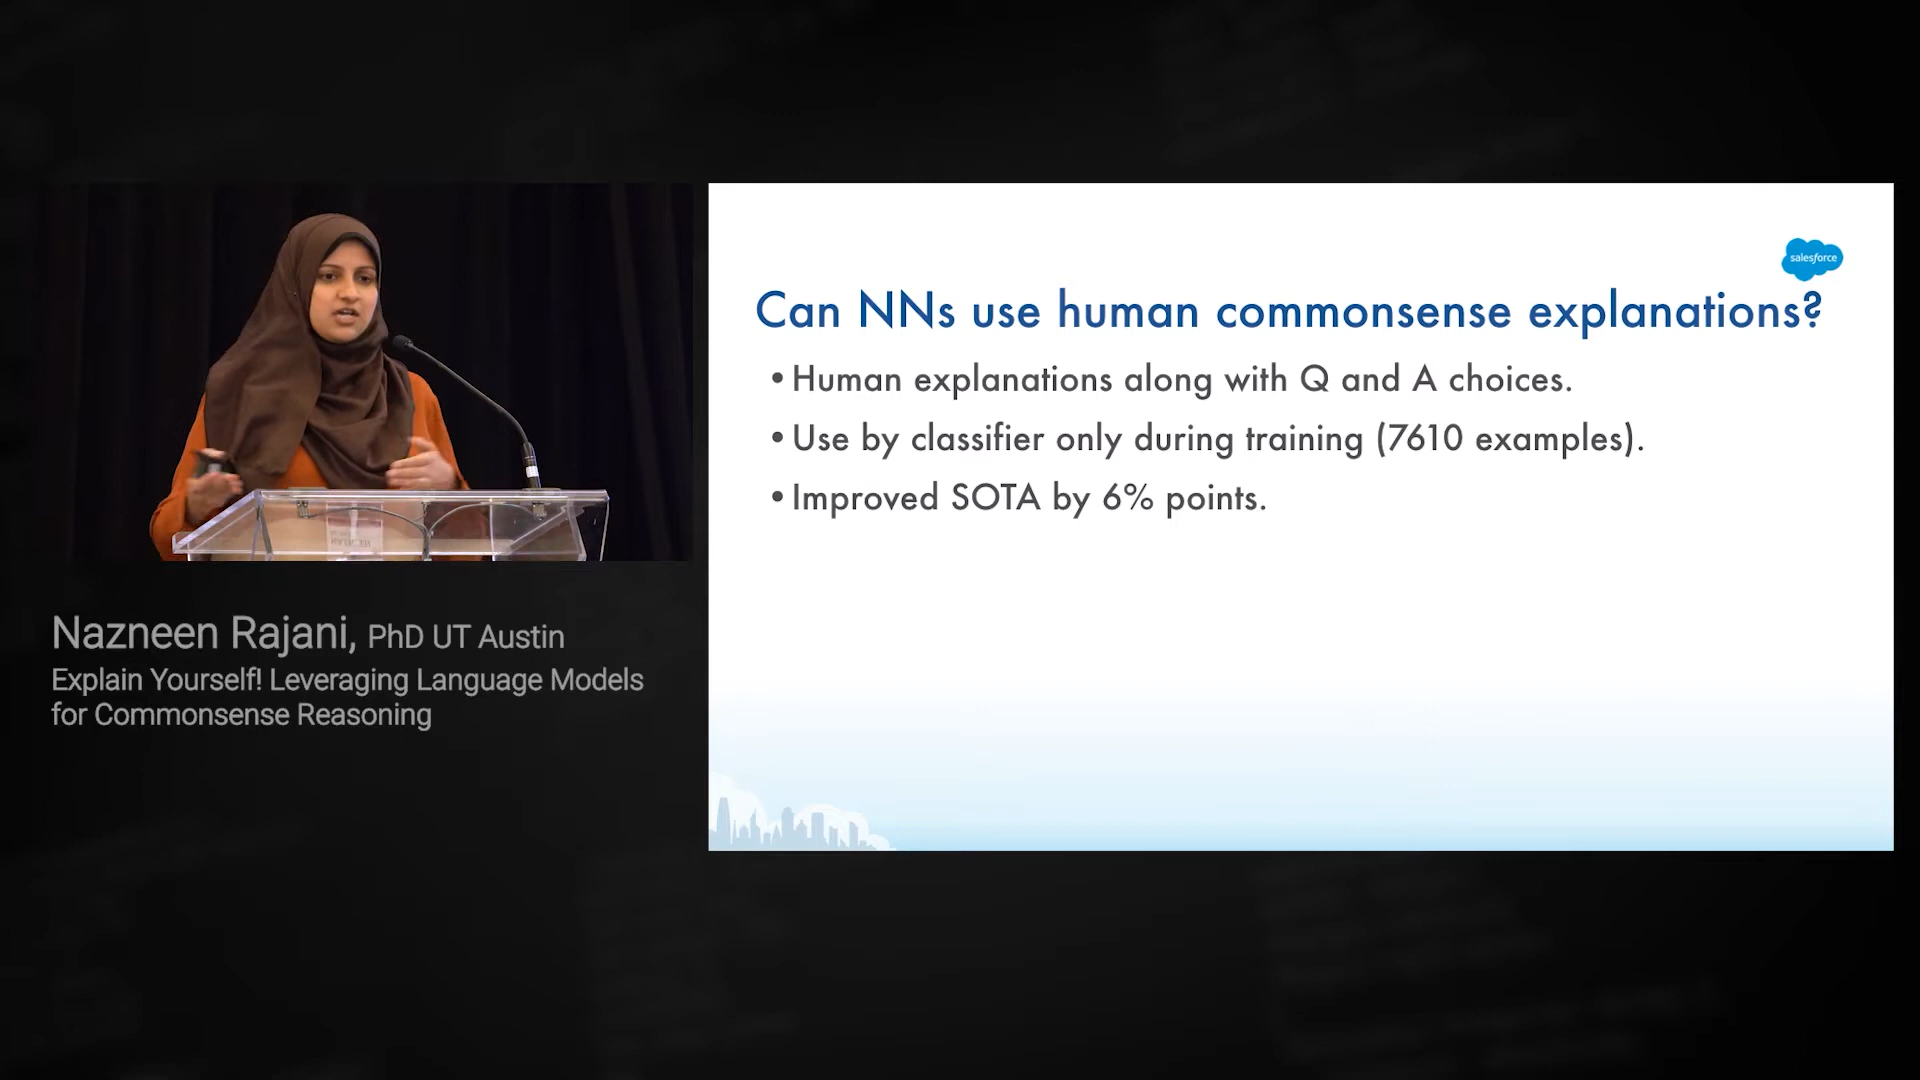 salesforce
Can NNs use human commonsense explanations?
•Human explanations along with Q and A choices.
•Use by classifier only during training (7610 examples).
•Improved SOTA by 6% points.
Nazneen Rajani, PhD UT Austin
Explain Yourself! Leveraging Language Models
for Commonsense Reasoning